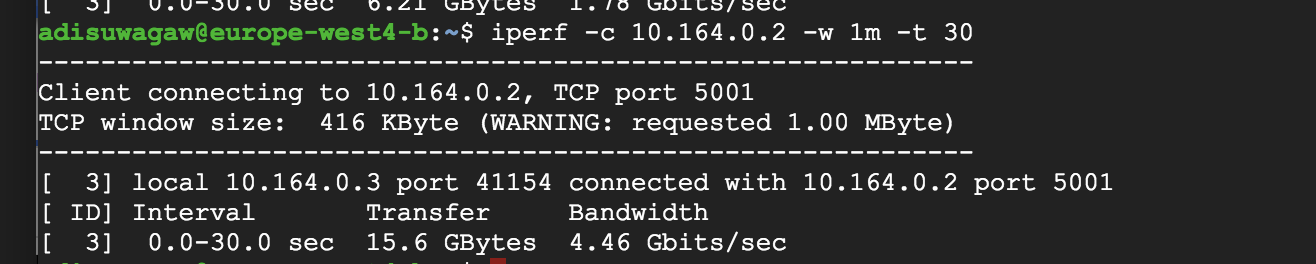 [  3]  0.0-30.0 sec  6.21 GBytes  1.78 Gbits/sec
adisuwagaw@europe-west4-b:~$ iperf -c 10.164.0.2 -w 1m -t 30
------------------------------------------------------------
Client connecting to 10.164.0.2, TCP port 5001
TCP window size:  416 KByte (WARNING: requested 1.00 MByte)
------------------------------------------------------------
[  3] local 10.164.0.3 port 41154 connected with 10.164.0.2 port 5001
[ ID] Interval       Transfer     Bandwidth
[  3]  0.0-30.0 sec  15.6 GBytes  4.46 Gbits/sec